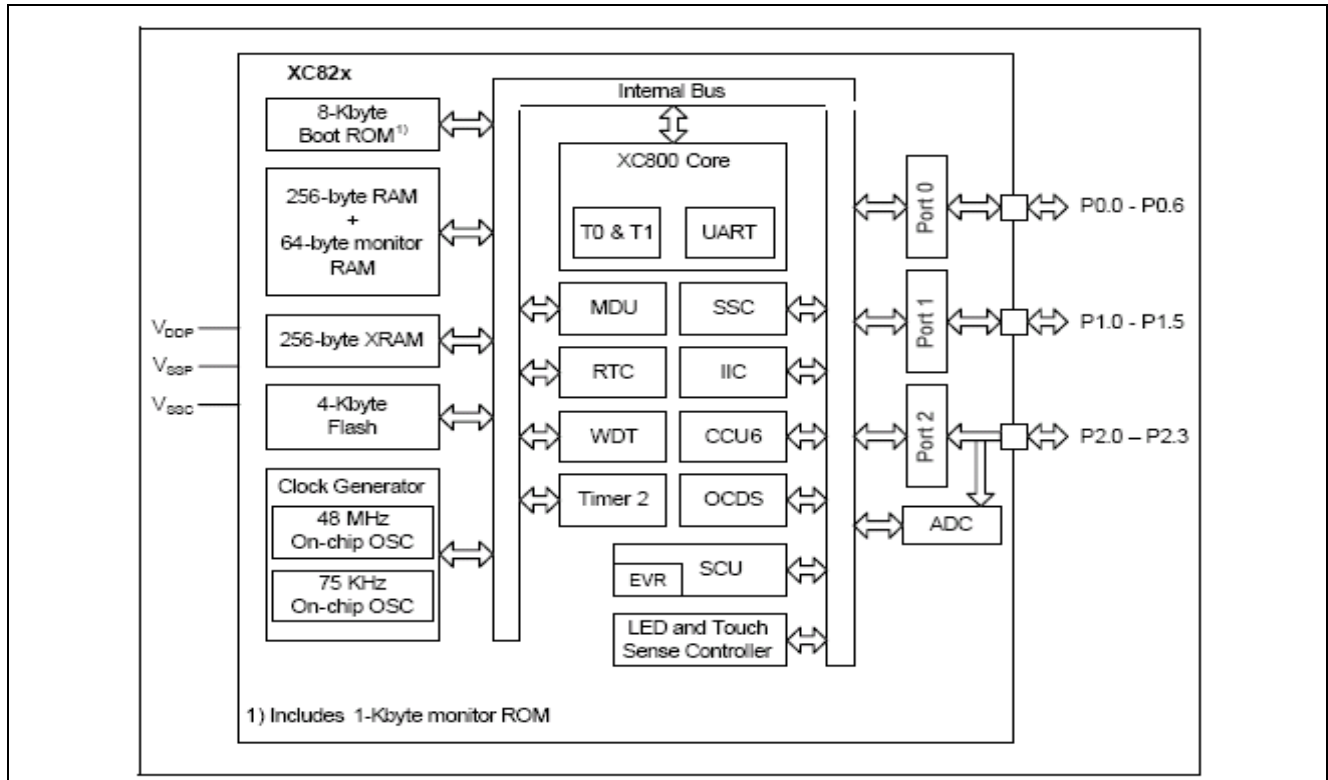 XC82x
8-Kbyte
Boot ROM1)
256-byte RAM
+
64-byte monitor
RAM
256-byte XRAM
4-Kbyte
Flash
Clock Generator
48 MHz
On-chip OSC
75 KHz
On-chip OSC
VDDP
VSSP
VSSC
Internal Bus
XC800 Core
T0 & T1
UART
MDU
SSC
RTC
IIC
WDT
CCU6
Timer 2
OCDS
SCU
EVR
LED and Touch
Sense Controller
Port 0
P0.0 - P0.6
Port 1
P1.0 - P1.5
Port 2
P2.0 – P2.3
ADC
1) Includes 1-Kbyte monitor ROM